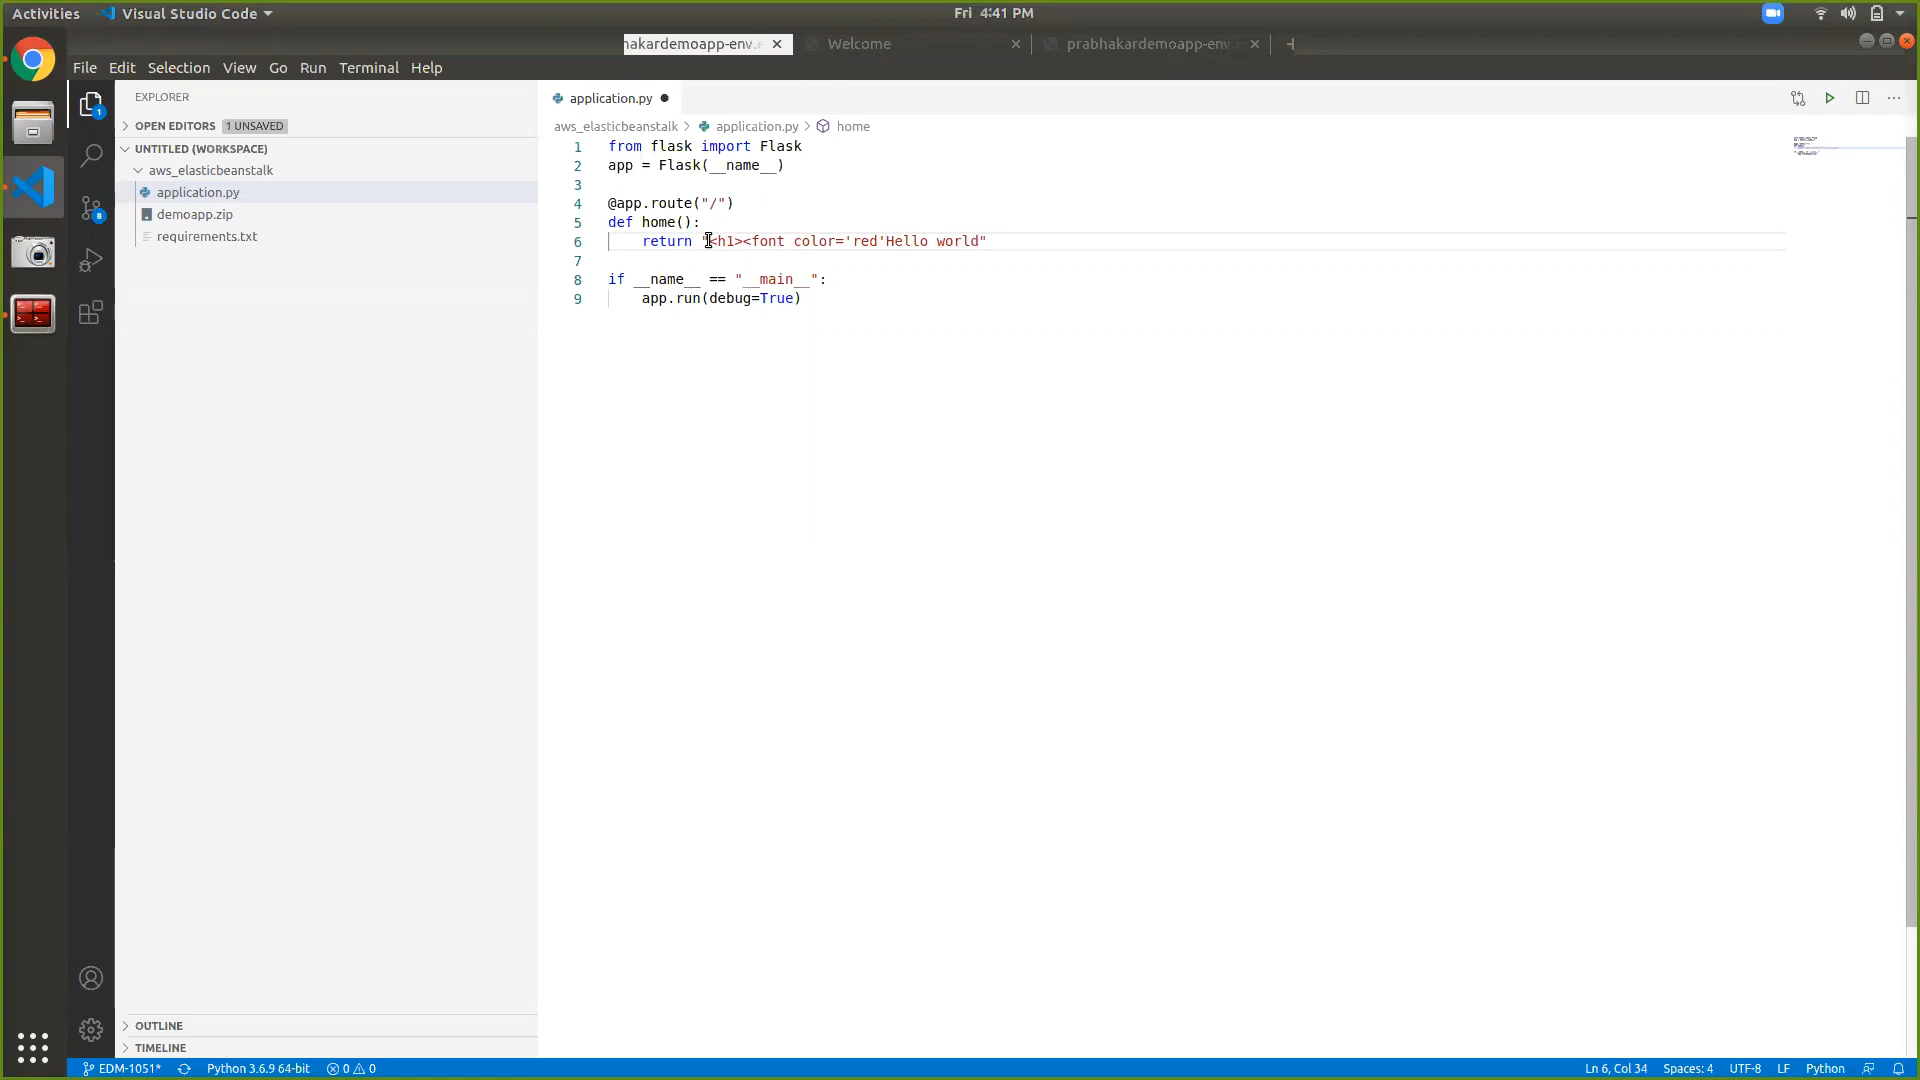 Activities
Visual Studio Code
Fri 4:41 PM
hakardemoapp-env.e
Welcome
prabhakardemoapp-env.
File Edit Selection View Go Run Terminal Help
EXPLORER
OPEN EDITORS 1 UNSAVED
UNTITLED (WORKSPACE)
aws_elasticbeanstalk
application.py
demoapp.zip
requirements.txt
OUTLINE
TIMELINE
1
8
application.py
aws_elasticbeanstalk > application.py > home
1 from flask import Flask
2 app = Flask(__name__)
3
4 @app.route("/")
5 def home():
6 return "<h1><font color='red'Hello world"
7
8 if __name__ == "__main__":
9 app.run(debug=True)
EDM-1051* Python 3.6.9 64-bit 0 0 Ln 6, Col 34 Spaces: 4 UTF-8 LF Python